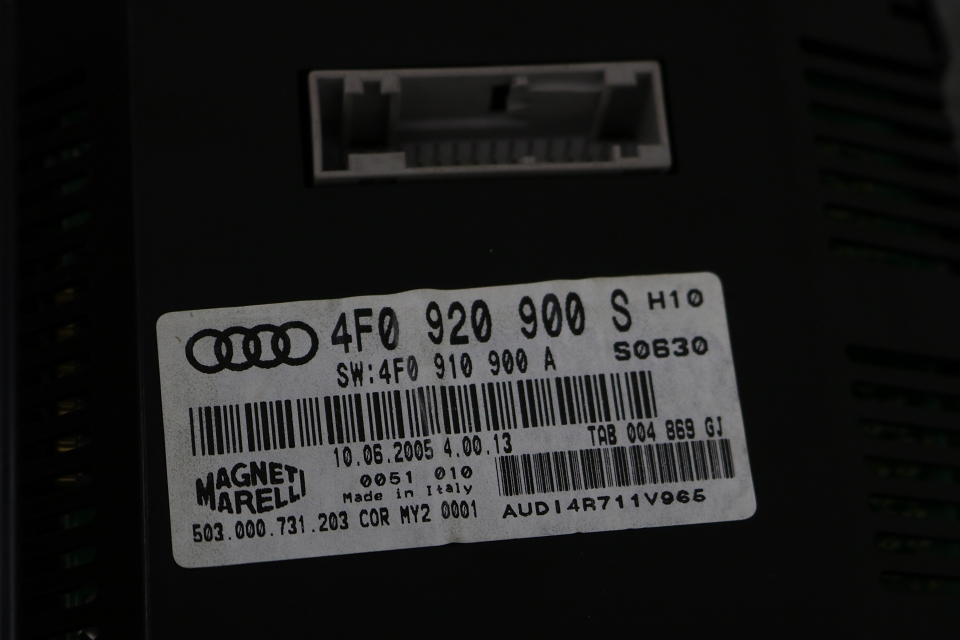 4F0 920 900 S H10
SW:4F0 910 900 A S0630
10.06.2005 4.00.13 TAB 004 869 GJ
MAGNETI
MARELLI
0051 010
Made in Italy
503.000.731.203 COR MY2 0001
AUDI4R711V965